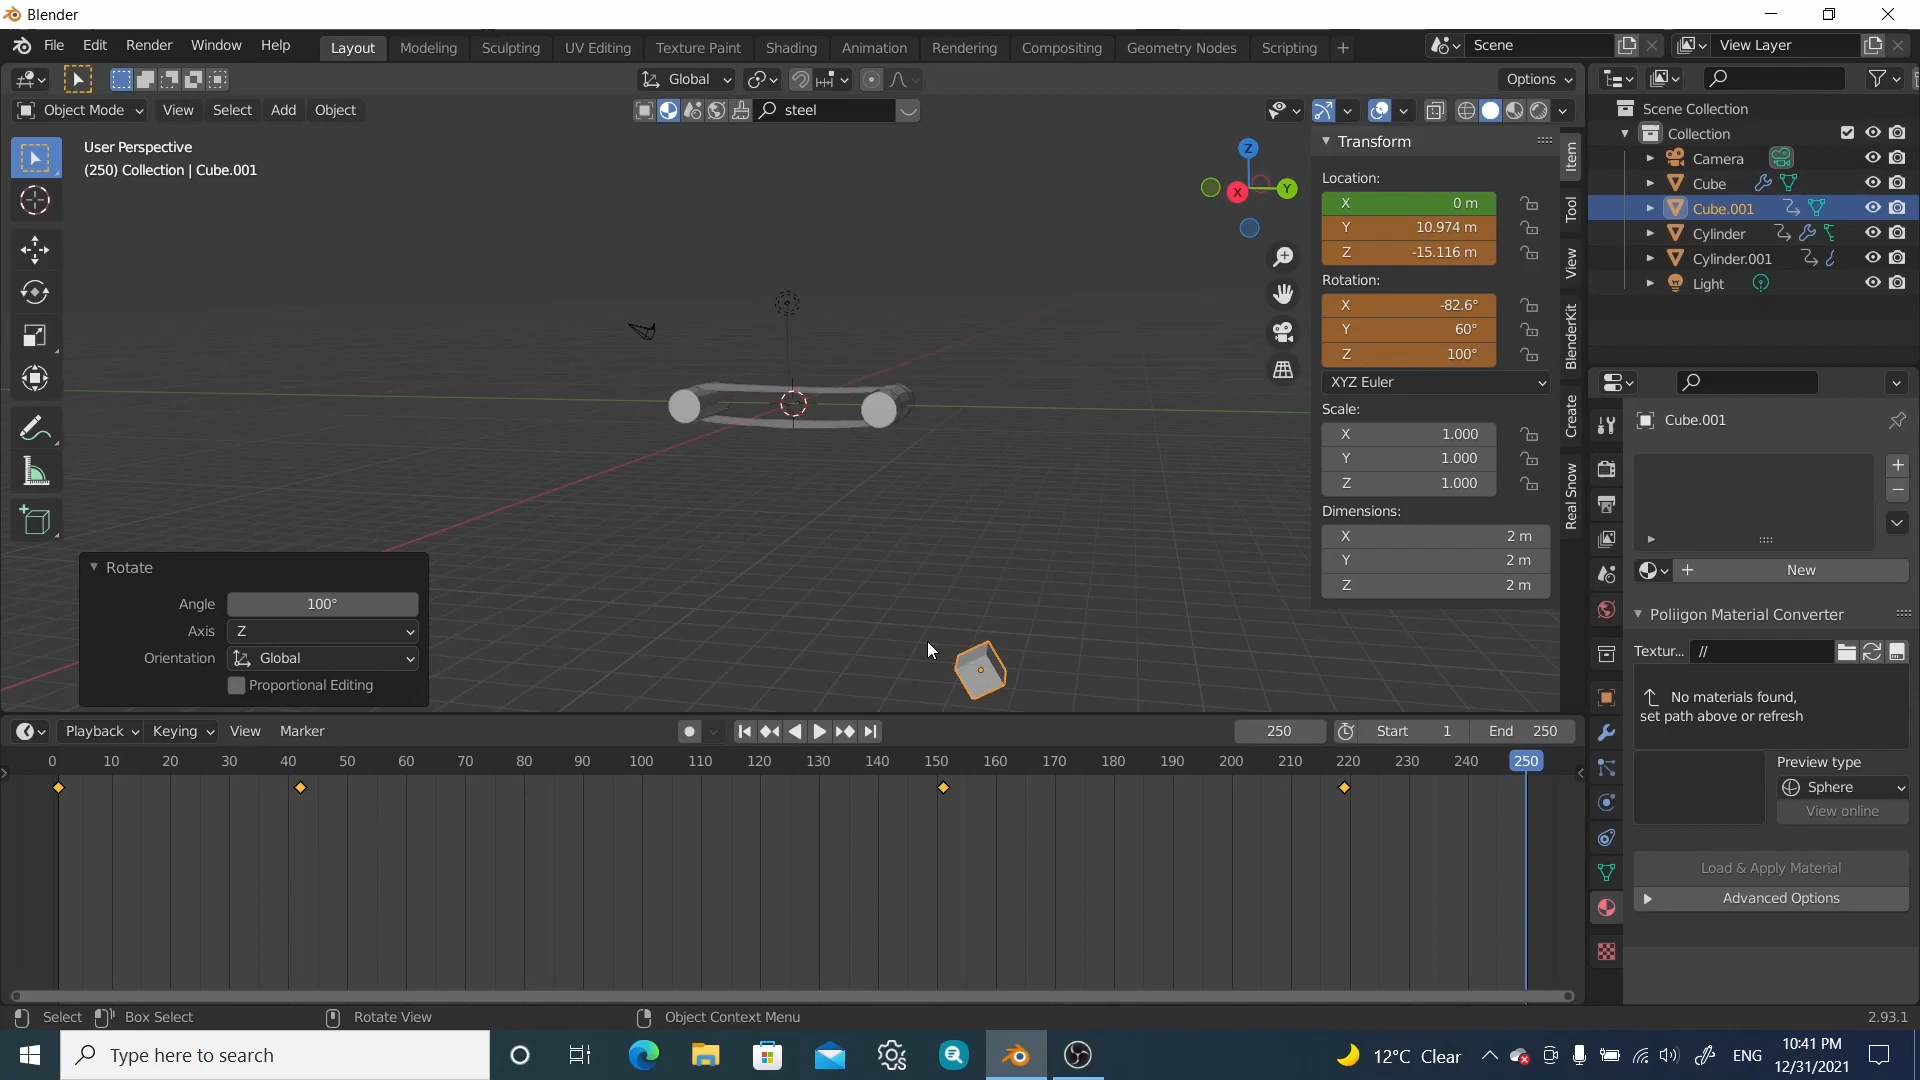 Blender
File Edit Render Window Help Layout Modeling Sculpting UV Editing Texture Paint Shading Animation Rendering Compositing Geometry Nodes Scripting + Scene View Layer
Global Options
Object Mode View Select Add Object steel
User Perspective
(250) Collection | Cube.001
Z
Y
X
Transform
Location:
X 0 m
Y 10.974 m
Z -15.116 m
Rotation:
X -82.6°
Y 60°
Z 100°
XYZ Euler
Scale:
X 1.000
Y 1.000
Z 1.000
Dimensions:
X 2 m
Y 2 m
Z 2 m
Item
Tool
View
BlenderKit
Create
Real Snow
Scene Collection
Collection
Camera
Cube
Cube.001
Cylinder
Cylinder.001
Light
Cube.001
New
Poliigon Material Converter
Textur... //
No materials found,
set path above or refresh
Preview type
Sphere
View online
Load & Apply Material
Advanced Options
Rotate
Angle 100°
Axis Z
Orientation Global
Proportional Editing
Playback Keying View Marker 250 Start 1 End 250
0 10 20 30 40 50 60 70 80 90 100 110 120 130 140 150 160 170 180 190 200 210 220 230 240 250
Select Box Select Rotate View Object Context Menu 2.93.1
Type here to search 12°C Clear ENG 10:41 PM
12/31/2021